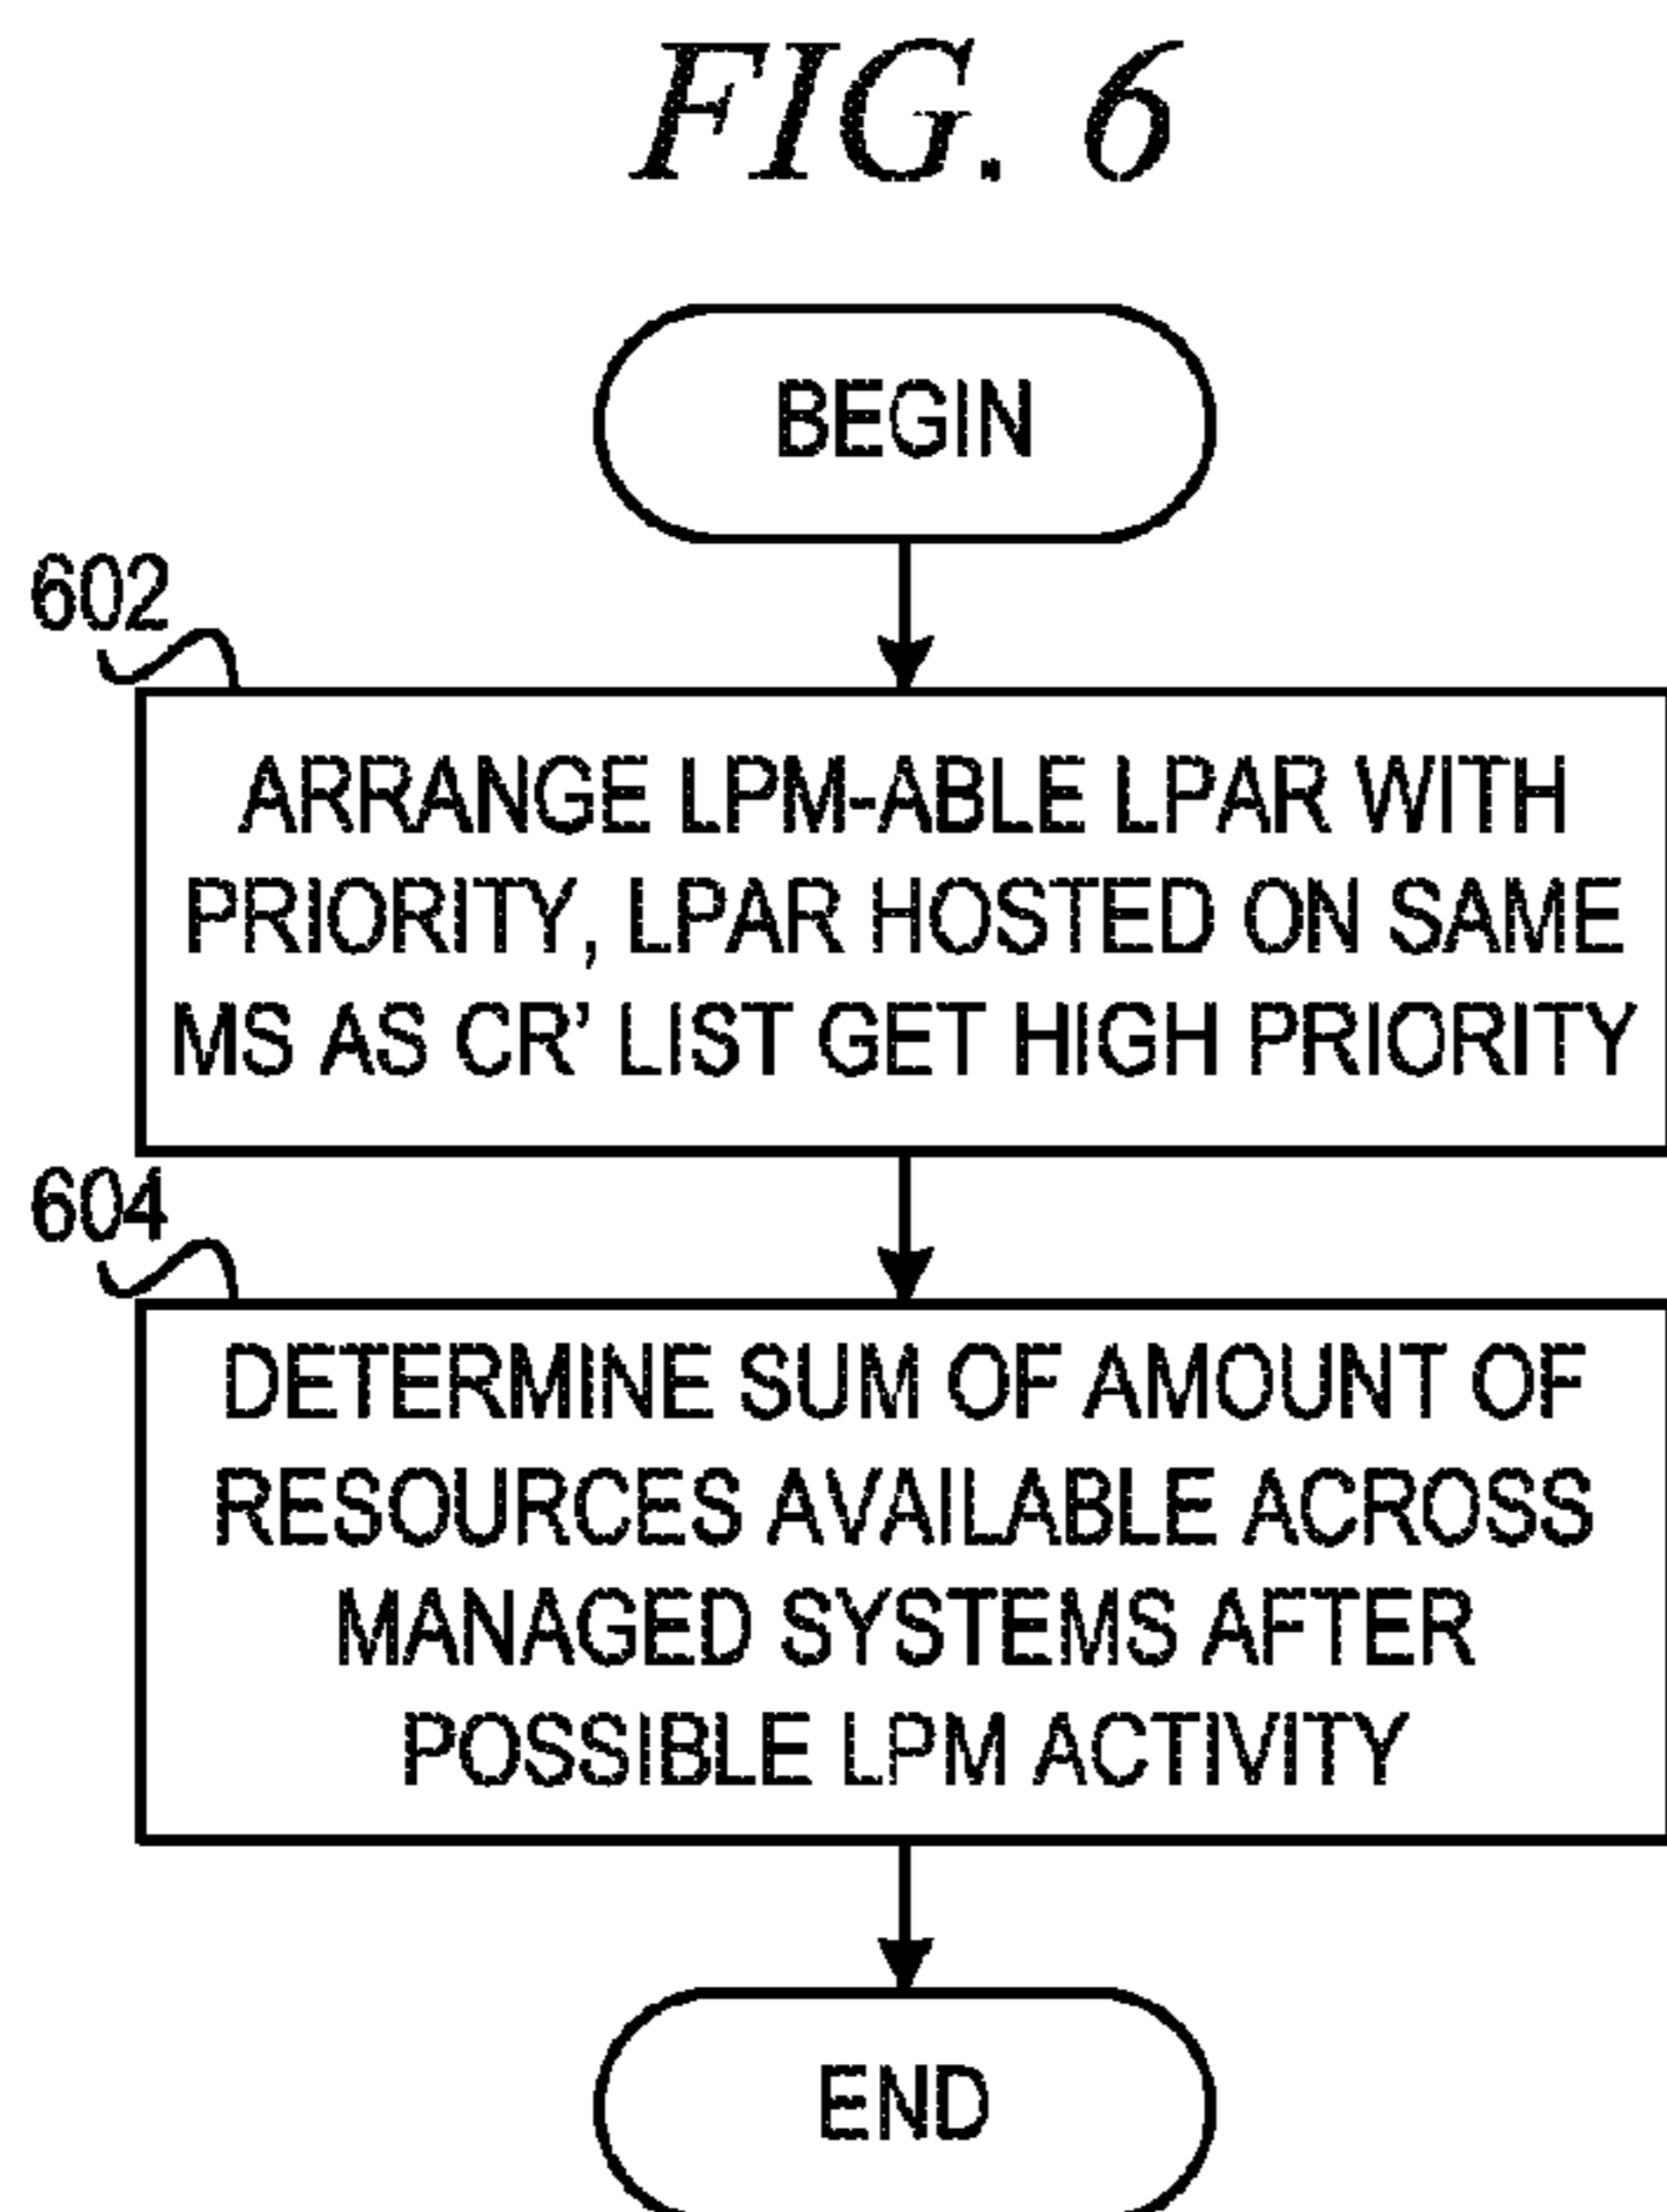 FIG. 6
BEGIN
602
ARRANGE LPM-ABLE LPAR WITH
PRIORITY, LPAR HOSTED ON SAME
MS AS CR' LIST GET HIGH PRIORITY
604
DETERMINE SUM OF AMOUNT OF
RESOURCES AVAILABLE ACROSS
MANAGED SYSTEMS AFTER
POSSIBLE LPM ACTIVITY
END